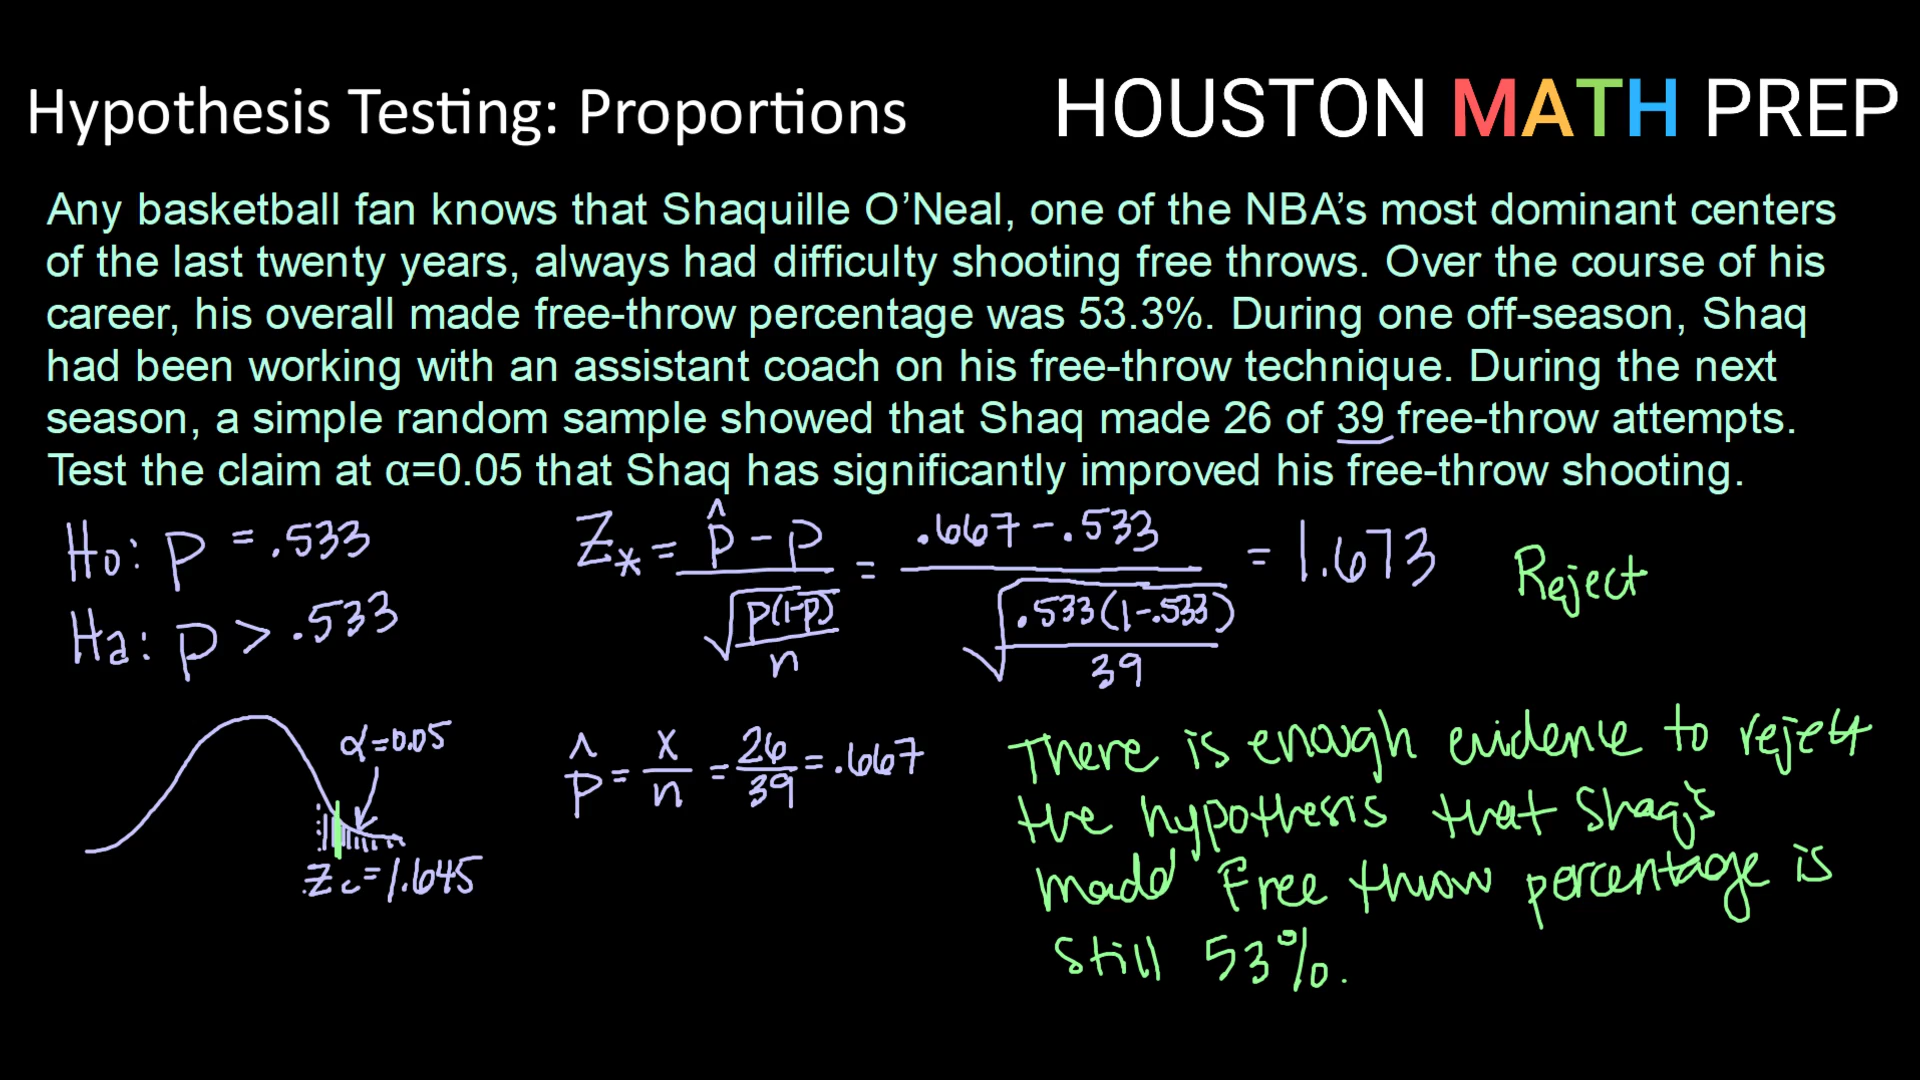 Hypothesis Testing: Proportions
HOUSTON MATH PREP
Any basketball fan knows that Shaquille O’Neal, one of the NBA’s most dominant centers
of the last twenty years, always had difficulty shooting free throws. Over the course of his
career, his overall made free-throw percentage was 53.3%. During one off-season, Shaq
had been working with an assistant coach on his free-throw technique. During the next
season, a simple random sample showed that Shaq made 26 of 39 free-throw attempts.
Test the claim at α=0.05 that Shaq has significantly improved his free-throw shooting.
Ho: p = .533
Ha: p > .533
Z* = (p̂ - p) / √(p(1-p)/n) = (.667 - .533) / √(.533(1-.533)/39) = 1.673
Reject
α=0.05
Zc = 1.645
p̂ = x/n = 26/39 = .667
There is enough evidence to reject
the hypothesis that Shaq's
made Free throw percentage is
still 53%.